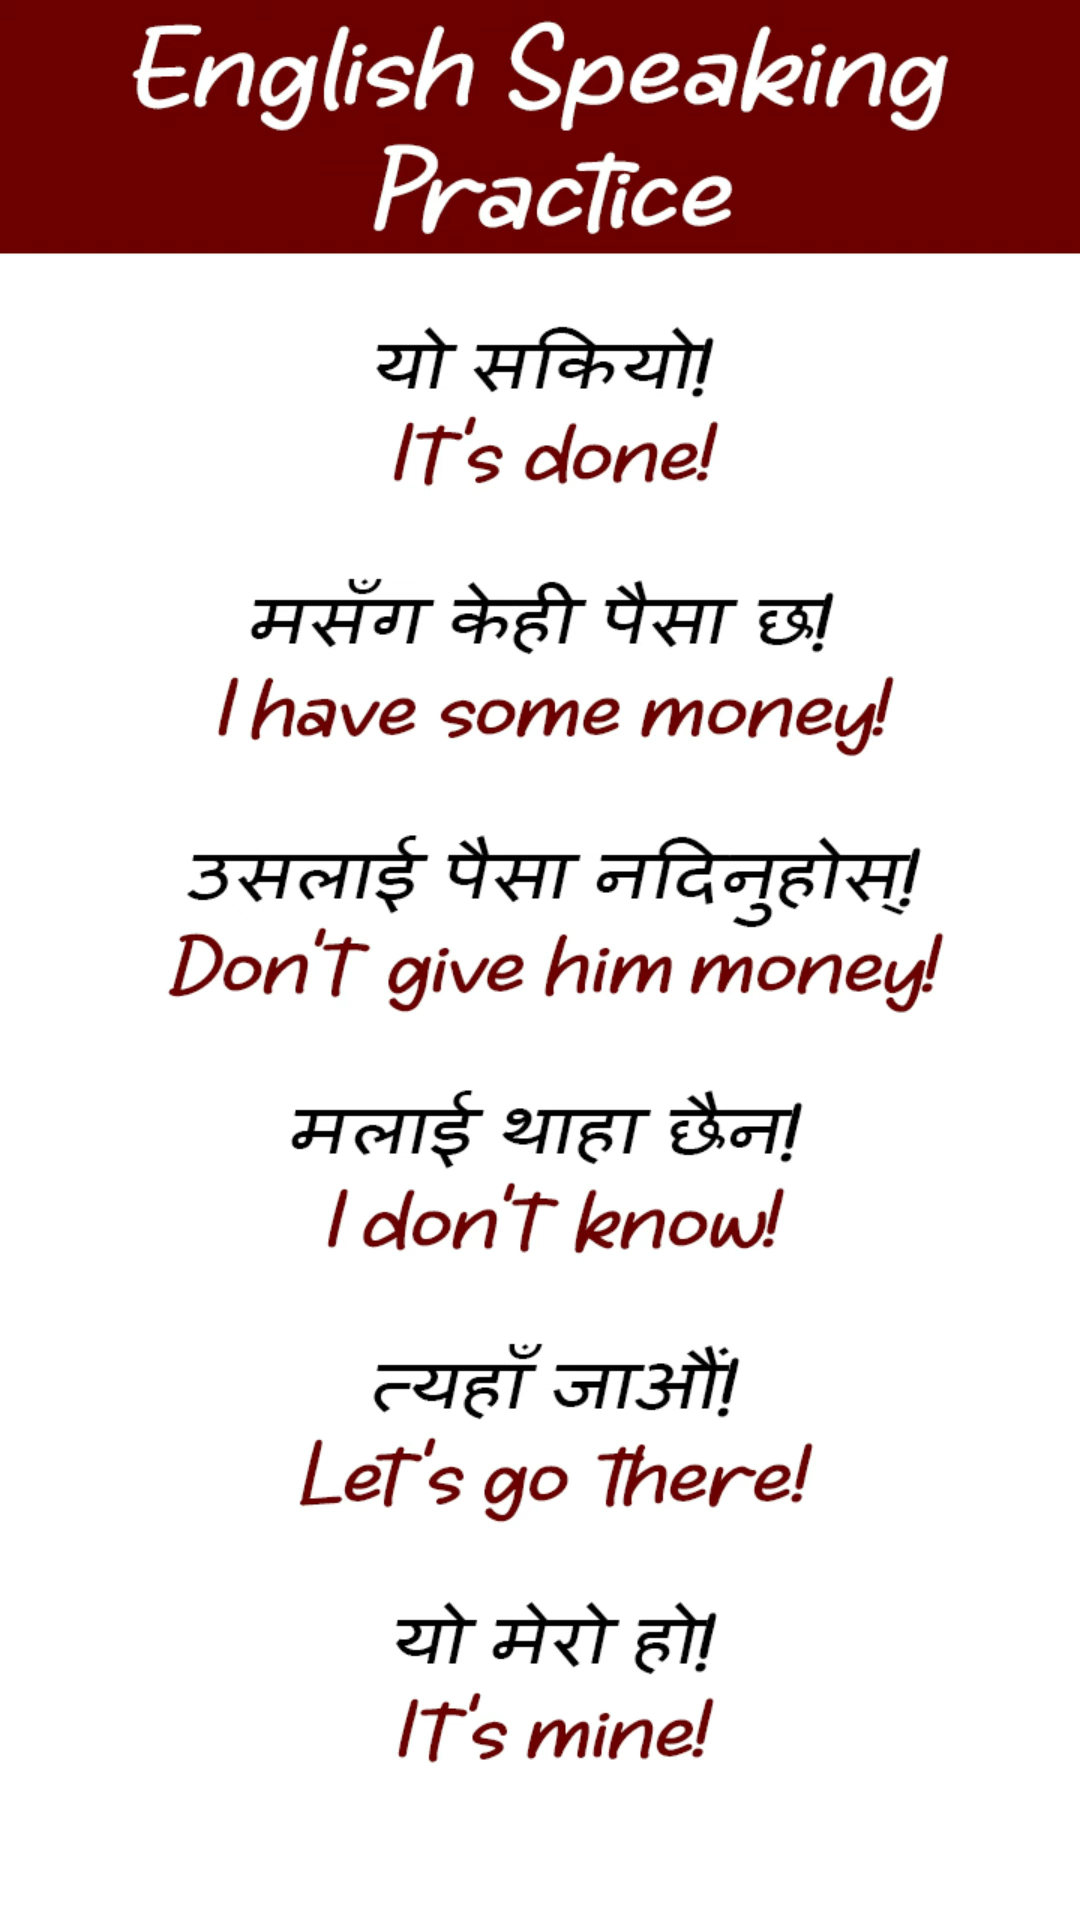 English Speaking
Practice
यो सकियो!
It's done!
मसँग केही पैसा छ!
I have some money!
उसलाई पैसा नदिनुहोस्!
Don't give him money!
मलाई थाहा छैन!
I don't know!
त्यहाँ जाऔं!
Let's go there!
यो मेरो हो!
It's mine!